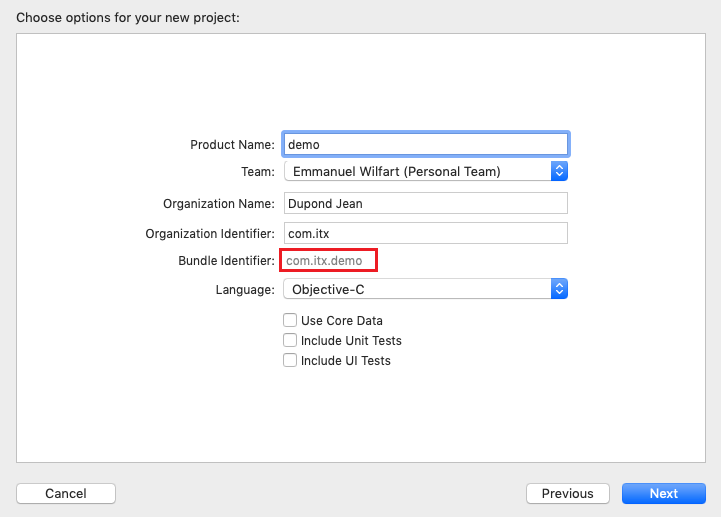 Choose options for your new project:
Product Name: demo
Team: Emmanuel Wilfart (Personal Team)
Organization Name: Dupond Jean
Organization Identifier: com.itx
Bundle Identifier: com.itx.demo
Language: Objective-C
Use Core Data
Include Unit Tests
Include UI Tests
Cancel Previous Next